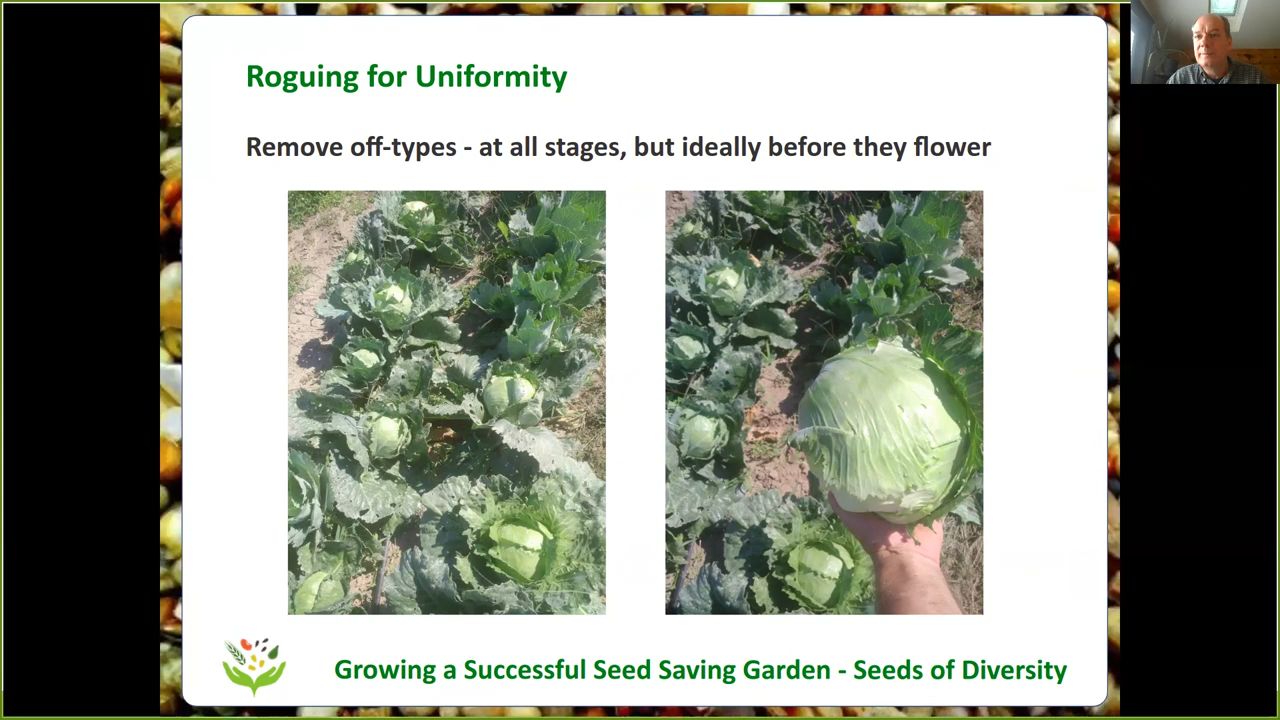 Roguing for Uniformity
Remove off-types - at all stages, but ideally before they flower
Growing a Successful Seed Saving Garden - Seeds of Diversity